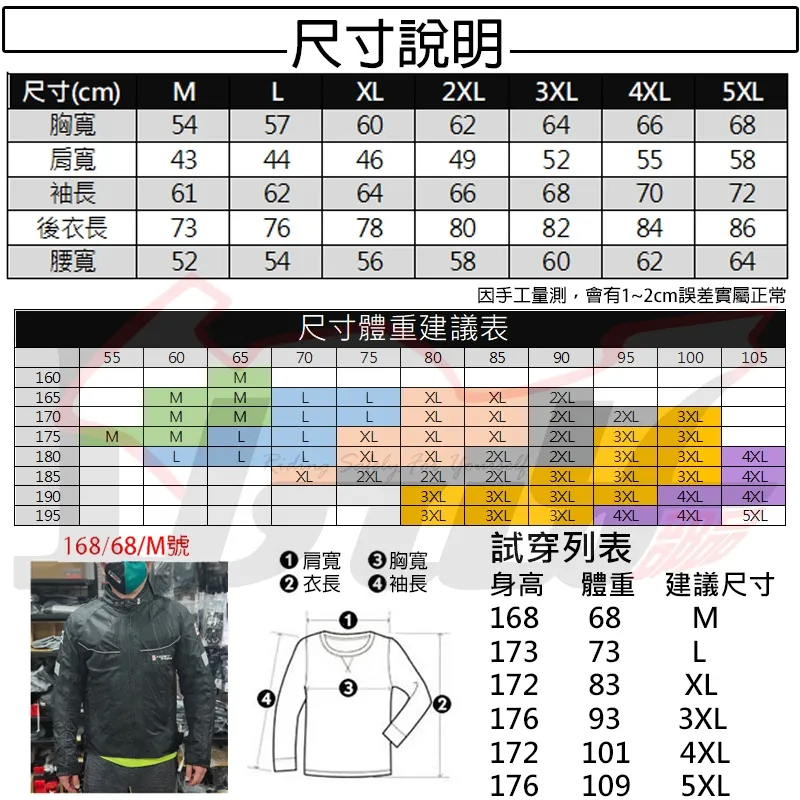 尺寸說明
尺寸(cm) M L XL 2XL 3XL 4XL 5XL
胸寬 54 57 60 62 64 66 68
肩寬 43 44 46 49 52 55 58
袖長 61 62 64 66 68 70 72
後衣長 73 76 78 80 82 84 86
腰寬 52 54 56 58 60 62 64
因手工量測，會有1~2cm誤差實屬正常
尺寸體重建議表
55 60 65 70 75 80 85 90 95 100 105
160 M
165 M M L L XL XL 2XL
170 M M L L XL XL 2XL 2XL 3XL
175 M M L L XL XL XL 2XL 3XL 3XL
180 L L L XL XL 2XL 2XL 3XL 3XL 4XL
185 XL 2XL 2XL 2XL 3XL 3XL 3XL 4XL
190 3XL 3XL 3XL 3XL 4XL 4XL
195 3XL 3XL 3XL 4XL 4XL 5XL
168/68/M號
1 肩寬 3 胸寬
2 衣長 4 袖長
1
3
4
2
試穿列表
身高 體重 建議尺寸
168 68 M
173 73 L
172 83 XL
176 93 3XL
172 101 4XL
176 109 5XL